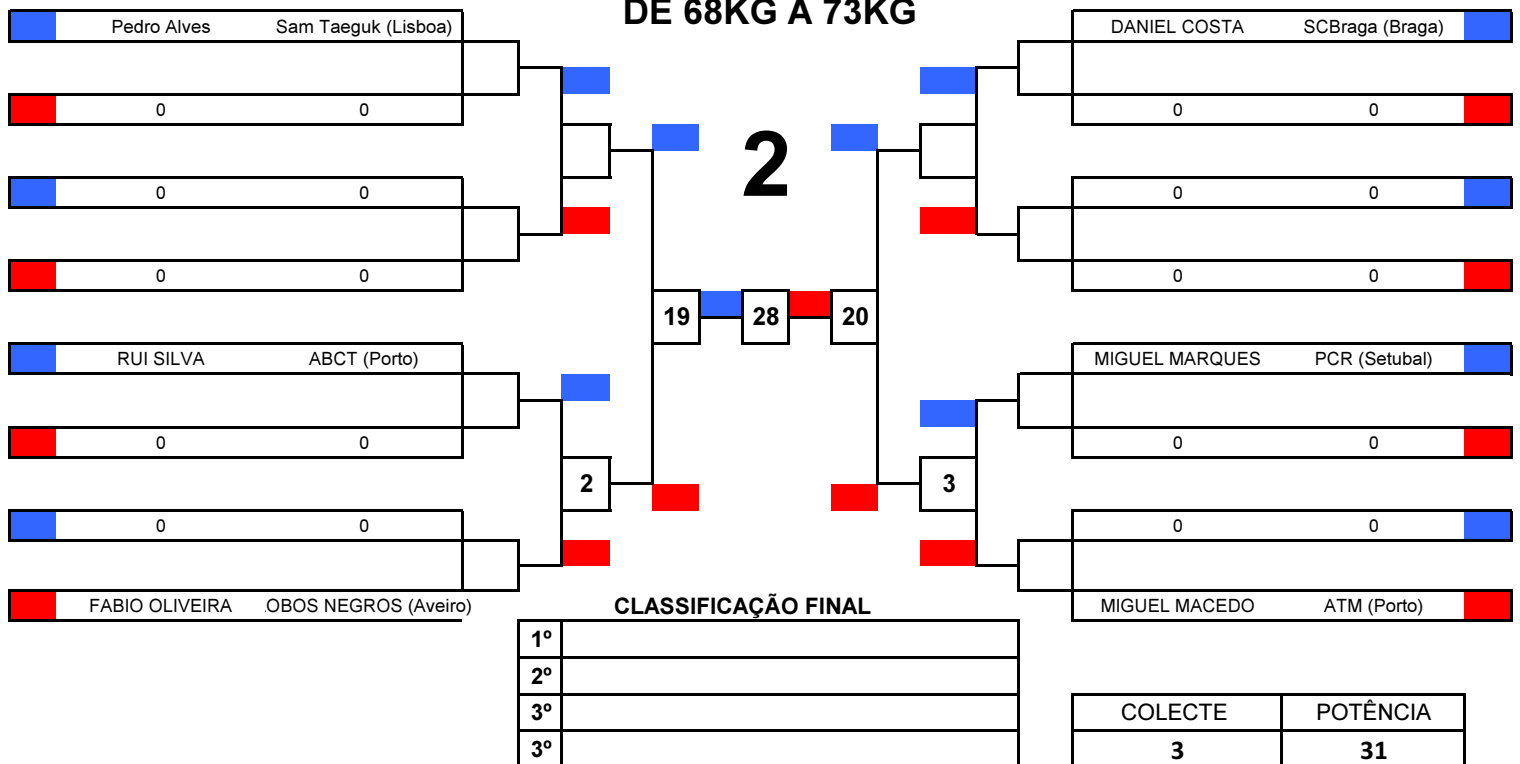 DE 68KG A 73KG
Pedro Alves Sam Taeguk (Lisboa) DANIEL COSTA SCBraga (Braga)
0 0 0 0
2
0 0 0 0
0 0 0 0
19 28 20
RUI SILVA ABCT (Porto) MIGUEL MARQUES PCR (Setubal)
0 0 0 0
2 3
0 0 0 0
FABIO OLIVEIRA .OBOS NEGROS (Aveiro) CLASSIFICAÇÃO FINAL MIGUEL MACEDO ATM (Porto)
1º
2º
3º COLECTE POTÊNCIA
3º 3 31